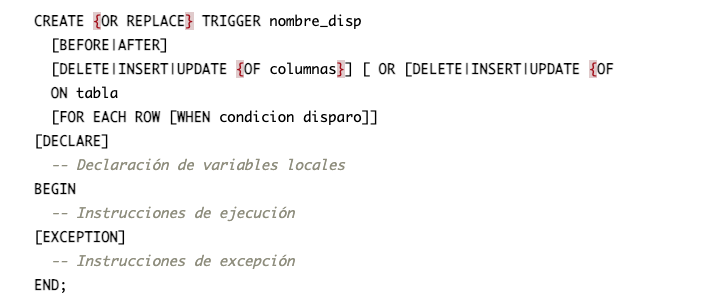 CREATE {OR REPLACE} TRIGGER nombre_disp
[BEFORE|AFTER]
[DELETE|INSERT|UPDATE {OF columnas}] [ OR [DELETE|INSERT|UPDATE {OF
ON tabla
[FOR EACH ROW [WHEN condicion disparo]]
[DECLARE]
-- Declaración de variables locales
BEGIN
-- Instrucciones de ejecución
[EXCEPTION]
-- Instrucciones de excepción
END;